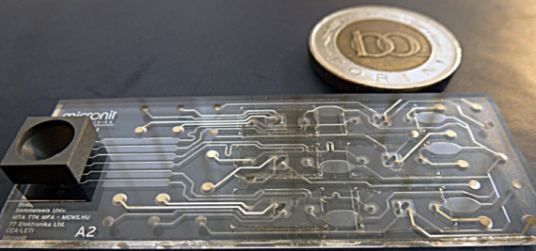 micronit
Semmelweis Univ.
MTA TTK MFA - MEMS.HU
77 Elektronika Ltd.
CEA-LETI
A2
100
FORINT